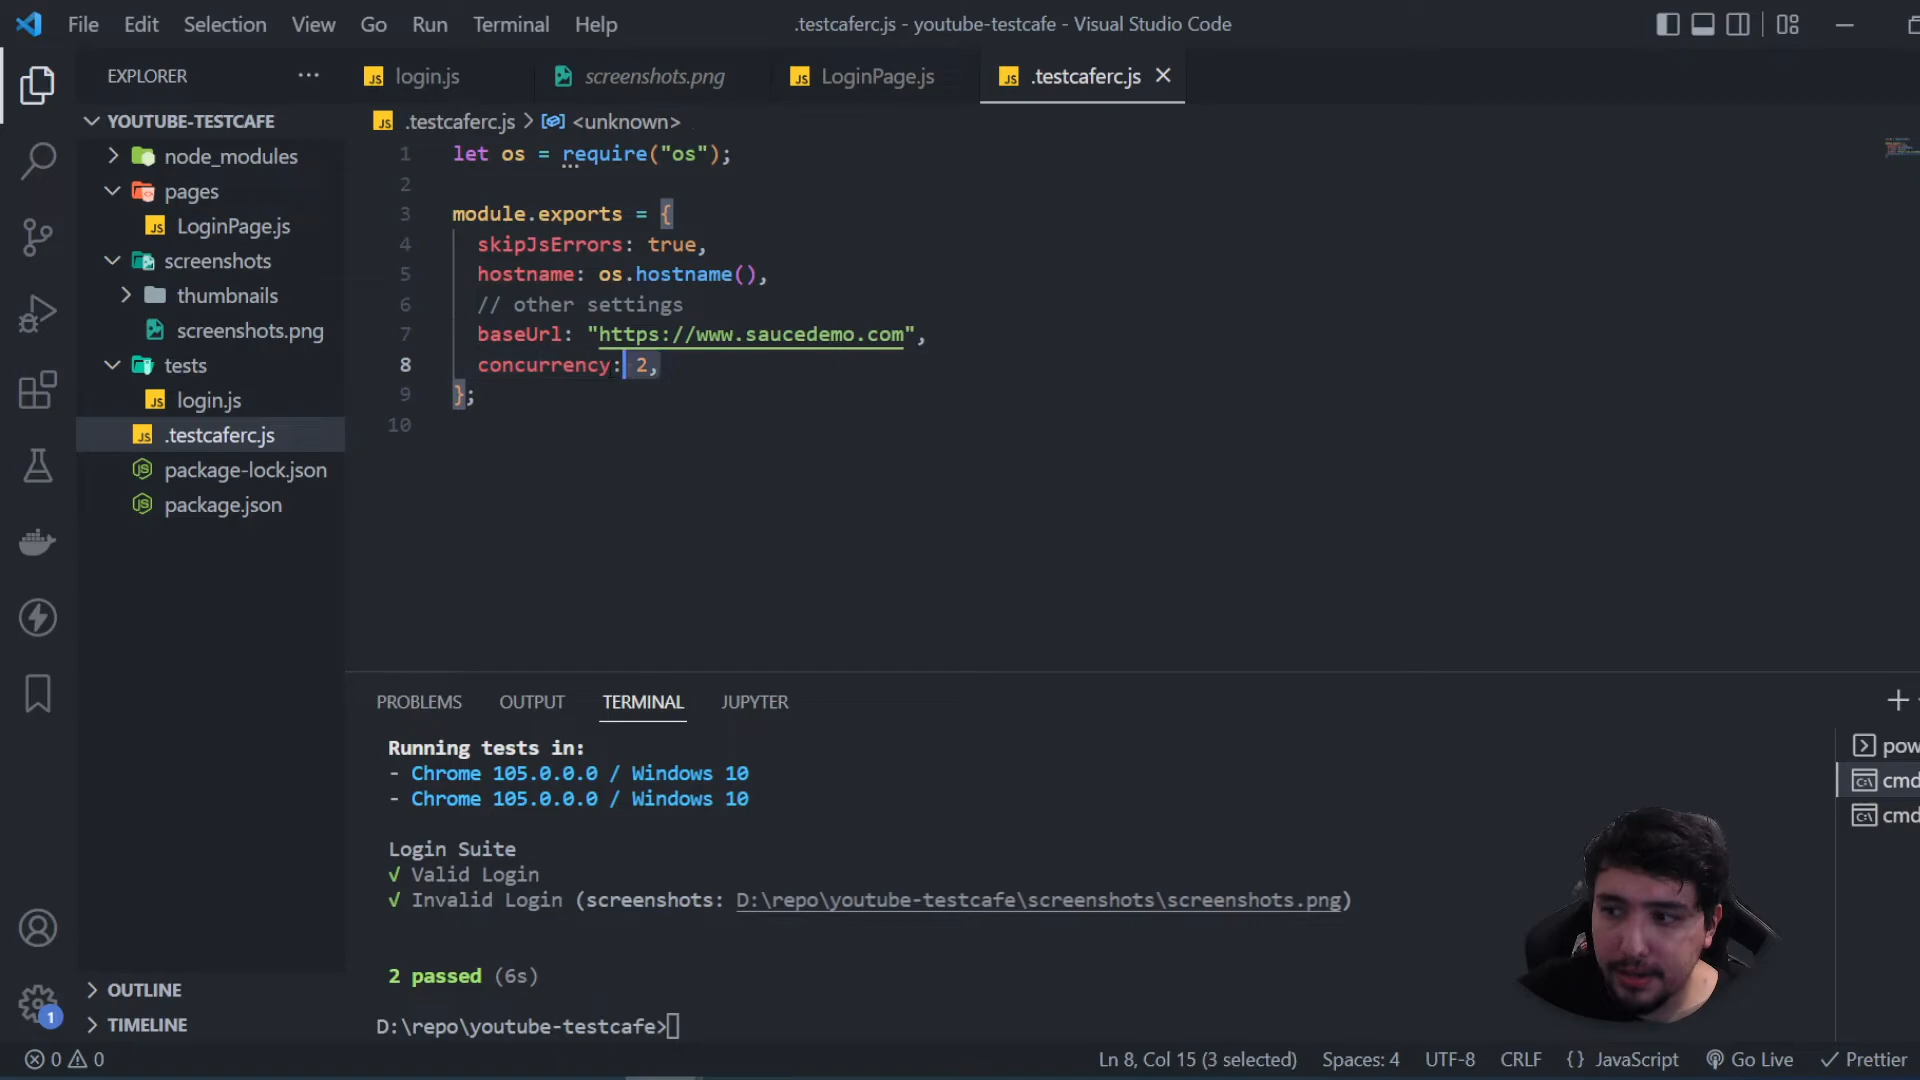 File Edit Selection View Go Run Terminal Help
.testcaferc.js - youtube-testcafe - Visual Studio Code
EXPLORER
YOUTUBE-TESTCAFE
node_modules
pages
LoginPage.js
screenshots
thumbnails
screenshots.png
tests
login.js
.testcaferc.js
package-lock.json
package.json
OUTLINE
TIMELINE
login.js screenshots.png LoginPage.js .testcaferc.js
.testcaferc.js > <unknown>
1 let os = require("os");
2
3 module.exports = {
4 skipJsErrors: true,
5 hostname: os.hostname(),
6 // other settings
7 baseUrl: "https://www.saucedemo.com",
8 concurrency: 2,
9 };
10
PROBLEMS OUTPUT TERMINAL JUPYTER
Running tests in:
- Chrome 105.0.0.0 / Windows 10
- Chrome 105.0.0.0 / Windows 10
Login Suite
√ Valid Login
√ Invalid Login (screenshots: D:\repo\youtube-testcafe\screenshots\screenshots.png)
2 passed (6s)
D:\repo\youtube-testcafe>
pow
cmd
cmd
1
0 0
Ln 8, Col 15 (3 selected) Spaces: 4 UTF-8 CRLF {} JavaScript Go Live Prettier